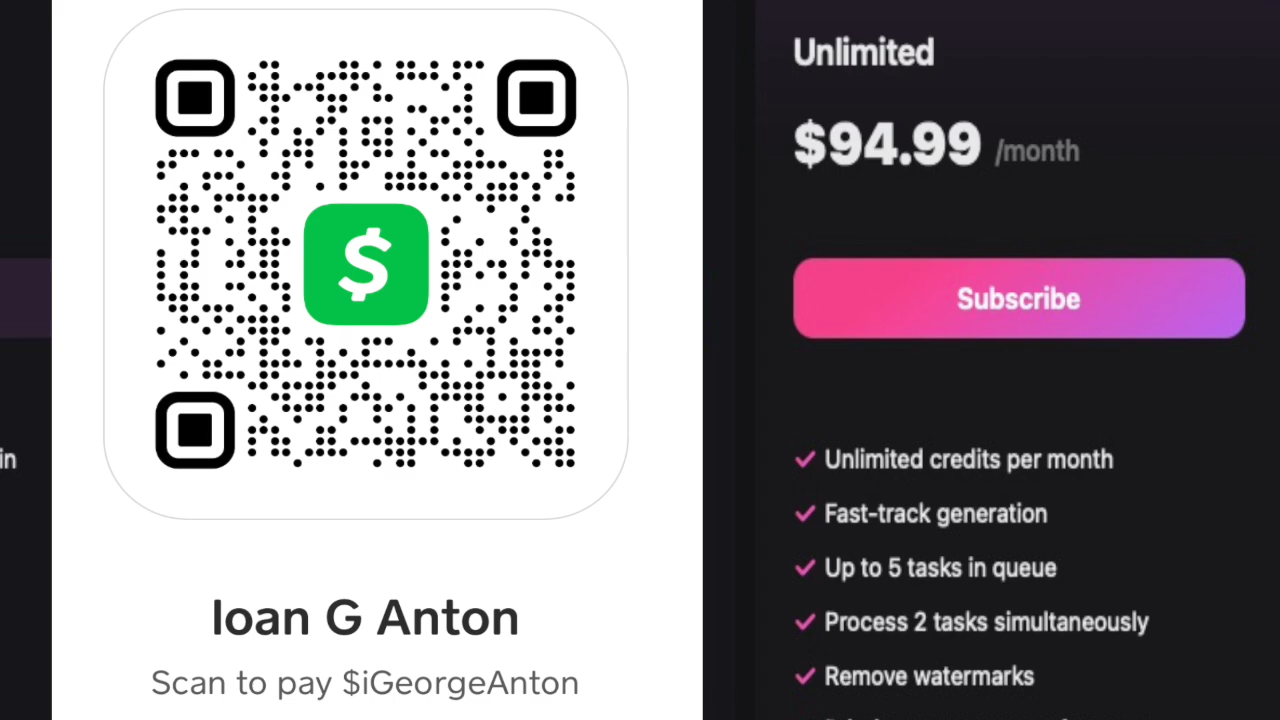 in
$
Ioan G Anton
Scan to pay $iGeorgeAnton
Unlimited
$94.99 /month
Subscribe
Unlimited credits per month
Fast-track generation
Up to 5 tasks in queue
Process 2 tasks simultaneously
Remove watermarks